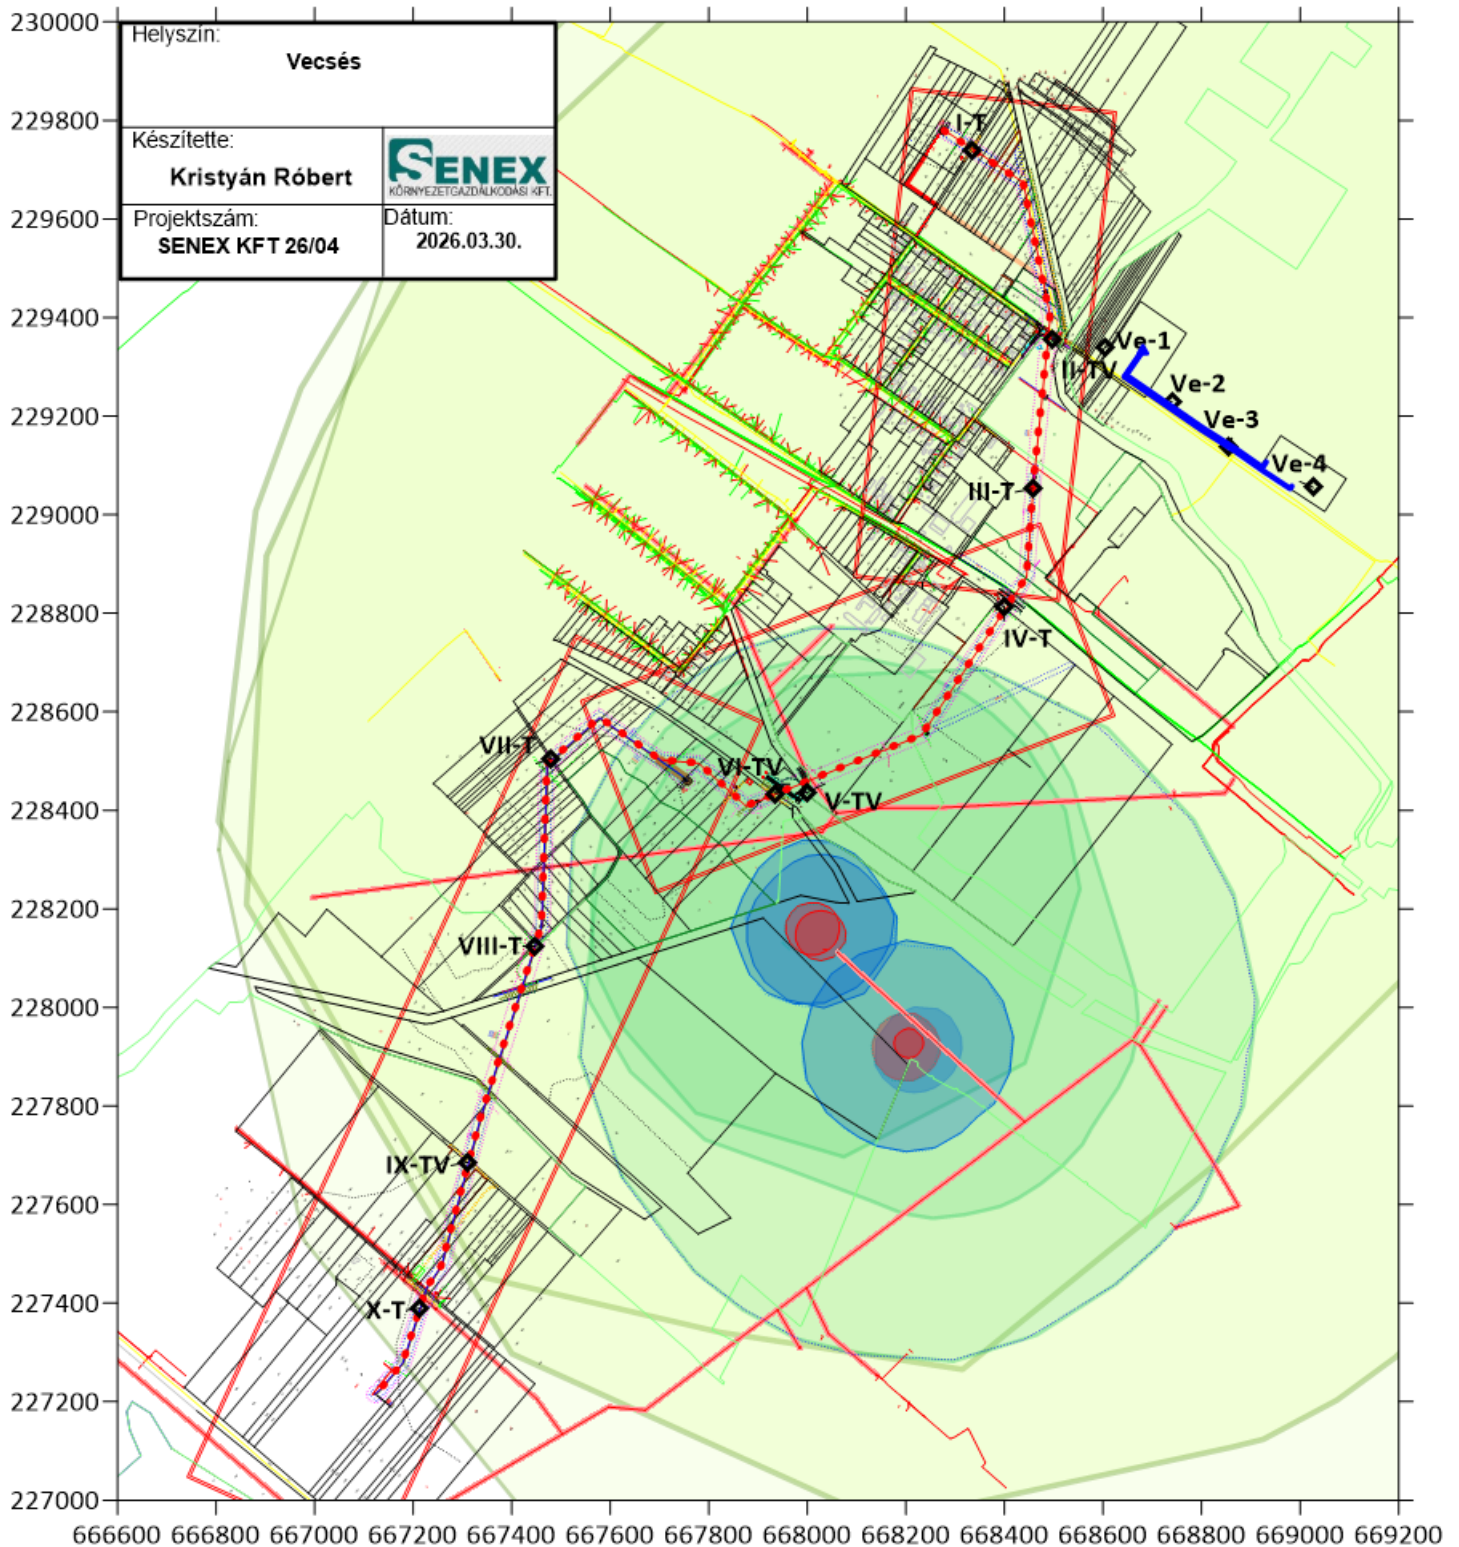 Helyszín:
Vecsés
Készítette:
Kristyán Róbert
SENEX
KÖRNYEZETGAZDÁLKODÁSI KFT.
Projektszám:
SENEX KFT 26/04
Dátum:
2026.03.30.
230000
229800
229600
229400
229200
229000
228800
228600
228400
228200
228000
227800
227600
227400
227200
227000
I-T
II-TV
Ve-1
Ve-2
Ve-3
Ve-4
III-T
IV-T
VII-T
VI-TV
V-TV
VIII-T
IX-TV
X-T
666600 666800 667000 667200 667400 667600 667800 668000 668200 668400 668600 668800 669000 669200